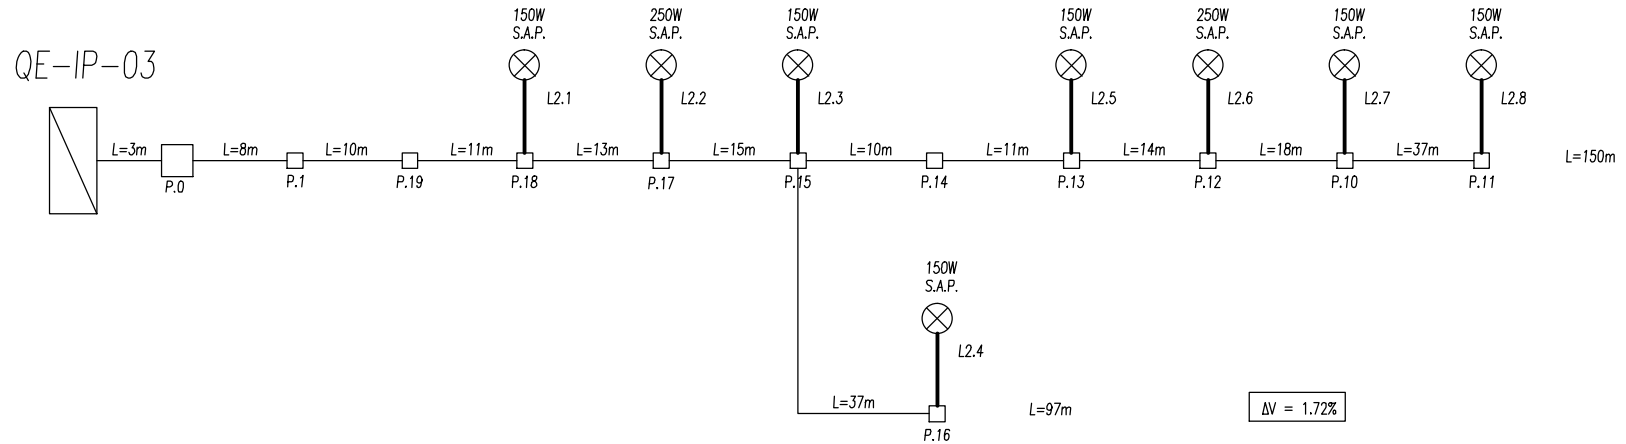 150W
S.A.P.
250W
S.A.P.
150W
S.A.P.
150W
S.A.P.
250W
S.A.P.
150W
S.A.P.
150W
S.A.P.
QE-IP-03
L2.1
L2.2
L2.3
L2.5
L2.6
L2.7
L2.8
L=3m
L=8m
L=10m
L=11m
L=13m
L=15m
L=10m
L=11m
L=14m
L=18m
L=37m
L=150m
P.0
P.1
P.19
P.18
P.17
P.15
P.14
P.13
P.12
P.10
P.11
150W
S.A.P.
L2.4
L=37m
L=97m
ΔV = 1.72%
P.16